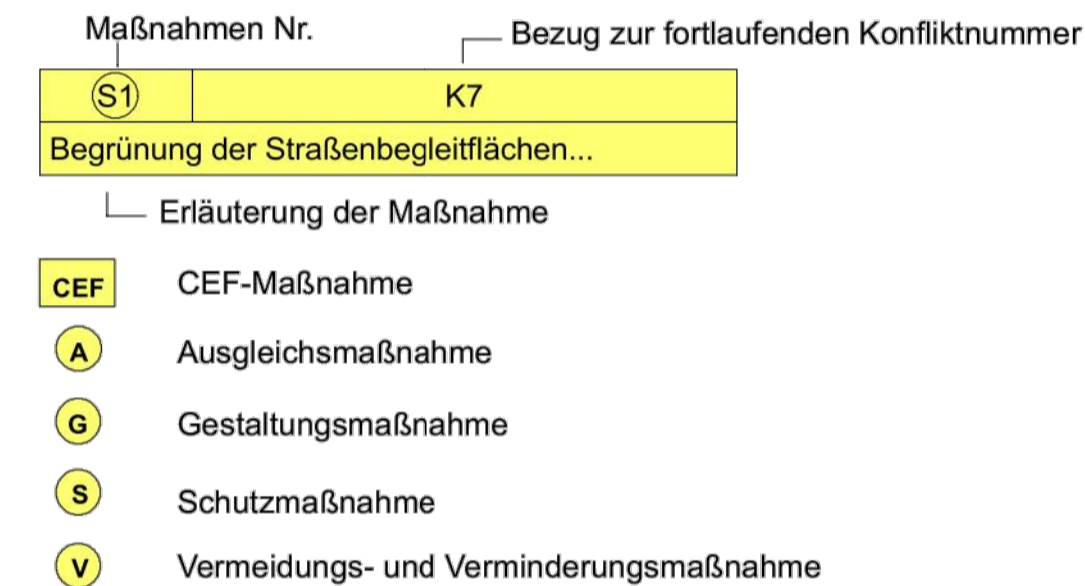 Maßnahmen Nr.
Bezug zur fortlaufenden Konfliktnummer
S1 K7
Begrünung der Straßenbegleitflächen...
Erläuterung der Maßnahme
CEF CEF-Maßnahme
A Ausgleichsmaßnahme
G Gestaltungsmaßnahme
S Schutzmaßnahme
V Vermeidungs- und Verminderungsmaßnahme